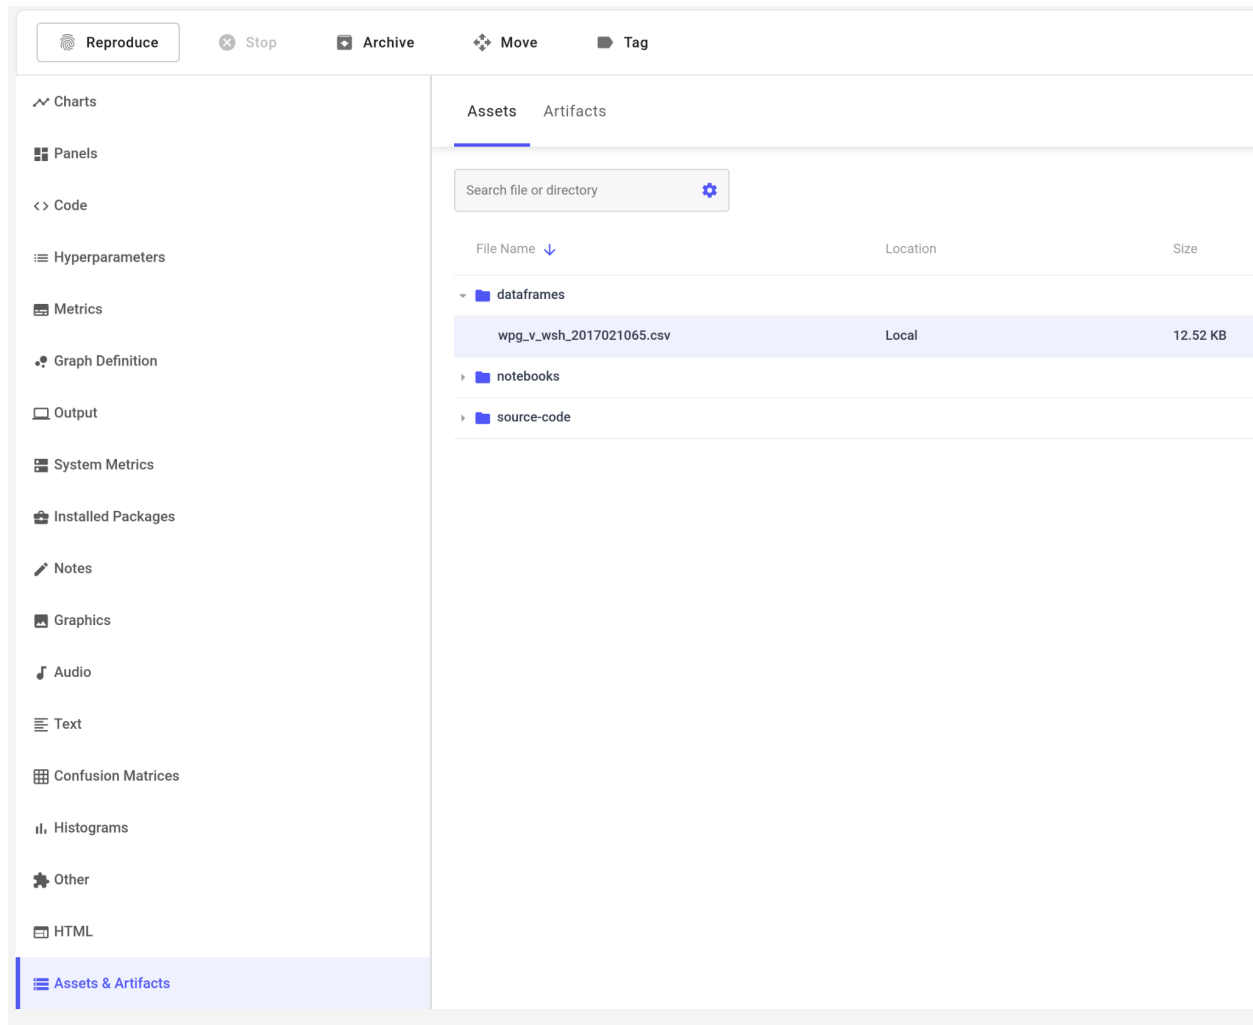 Reproduce Stop Archive Move Tag
Charts
Panels
Code
Hyperparameters
Metrics
Graph Definition
Output
System Metrics
Installed Packages
Notes
Graphics
Audio
Text
Confusion Matrices
Histograms
Other
HTML
Assets & Artifacts
Assets Artifacts
Search file or directory
File Name Location Size
dataframes
wpg_v_wsh_2017021065.csv Local 12.52 KB
notebooks
source-code